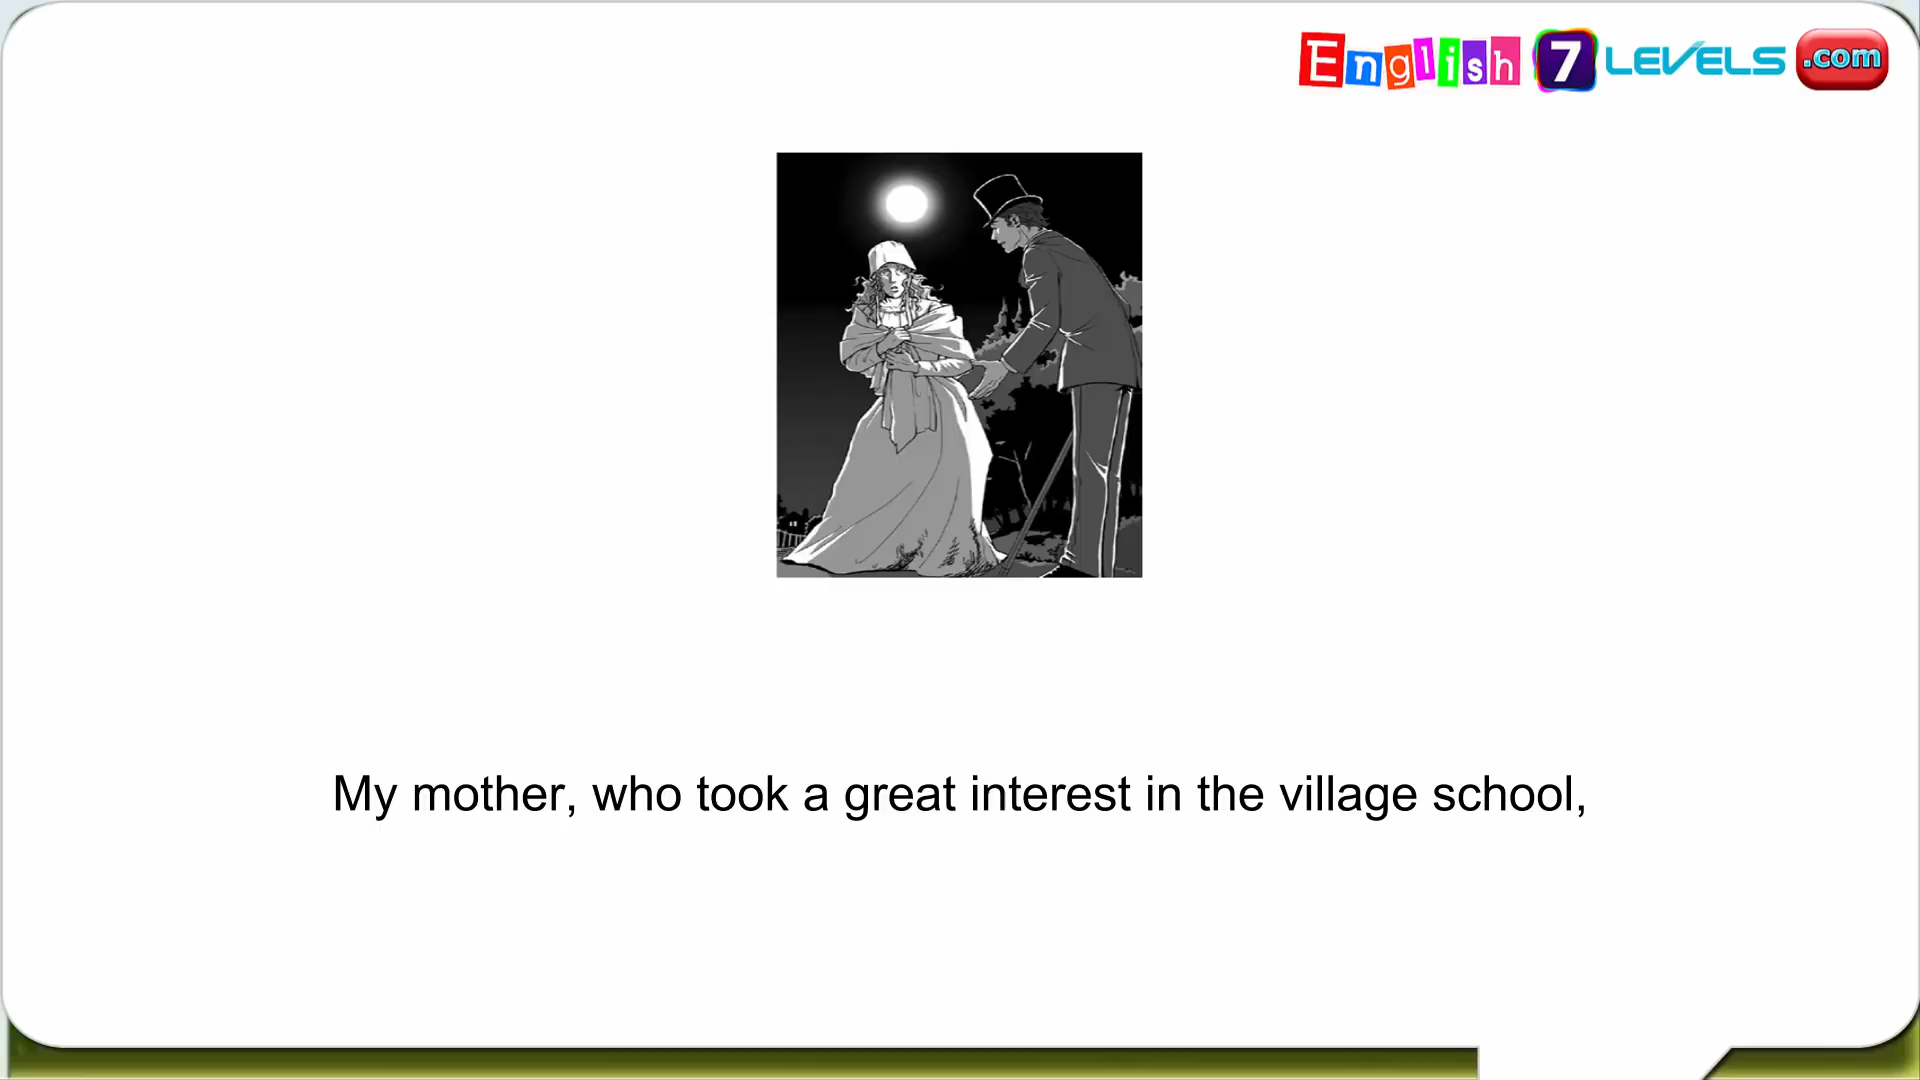 English 7 LEVELS .com
My mother, who took a great interest in the village school,